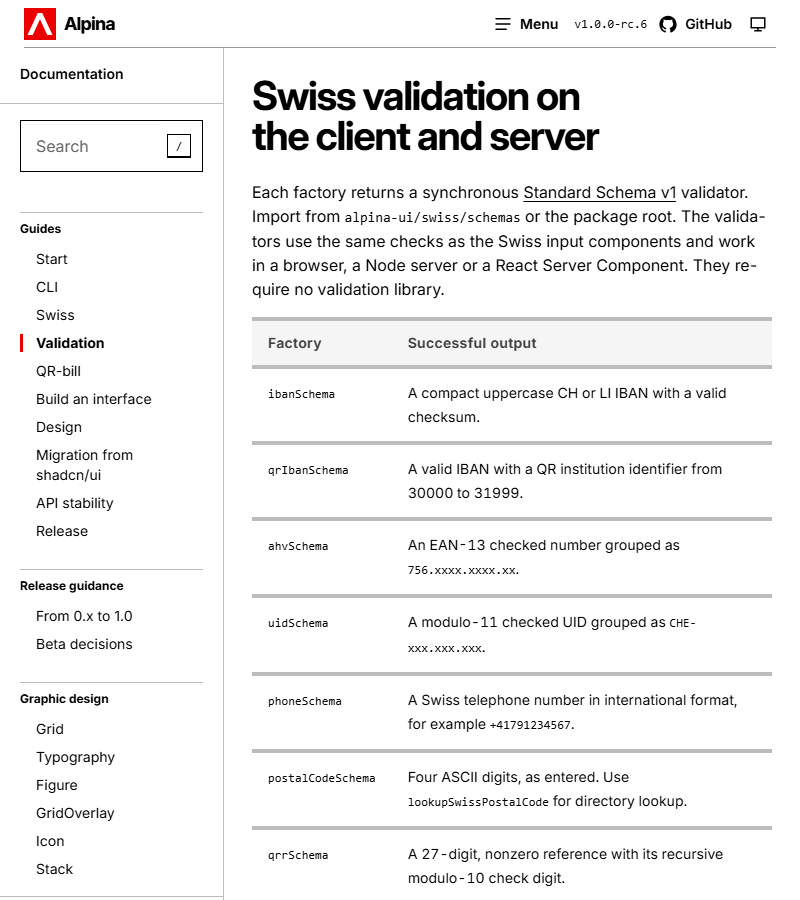 Alpina
Menu
v1.0.0-rc.6
GitHub
Documentation
Search
/
Guides
Start
CLI
Swiss
Validation
QR-bill
Build an interface
Design
Migration from
shadcn/ui
API stability
Release
Release guidance
From 0.x to 1.0
Beta decisions
Graphic design
Grid
Typography
Figure
GridOverlay
Icon
Stack
Swiss validation on
the client and server
Each factory returns a synchronous Standard Schema v1 validator.
Import from alpina-ui/swiss/schemas or the package root. The valida-
tors use the same checks as the Swiss input components and work
in a browser, a Node server or a React Server Component. They re-
quire no validation library.
Factory
Successful output
ibanSchema
A compact uppercase CH or LI IBAN with a valid
checksum.
qrIbanSchema
A valid IBAN with a QR institution identifier from
30000 to 31999.
ahvSchema
An EAN-13 checked number grouped as
756.xxxx.xxxx.xx.
uidSchema
A modulo-11 checked UID grouped as CHE-
xxx.xxx.xxx.
phoneSchema
A Swiss telephone number in international format,
for example +41791234567.
postalCodeSchema
Four ASCII digits, as entered. Use
lookupSwissPostalCode for directory lookup.
qrrSchema
A 27-digit, nonzero reference with its recursive
modulo-10 check digit.